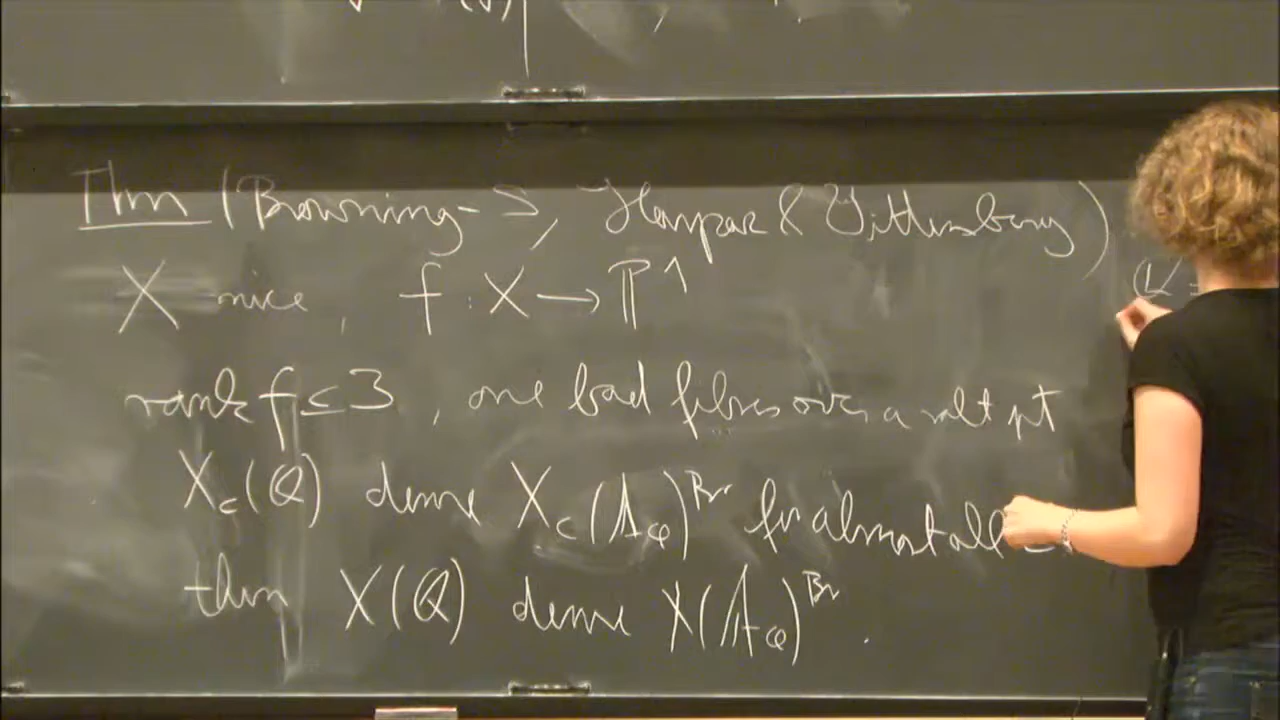 Thm (Browning-S, Harpaz & Wittenberg)
(K =
X nice, f : X → ℙ¹
rank f ≤ 3, one bad fibres over a rat pt
X_c(ℚ) dense X_c(𝔸_ℚ)^Br for almost all
then X(ℚ) dense X(𝔸_ℚ)^Br.